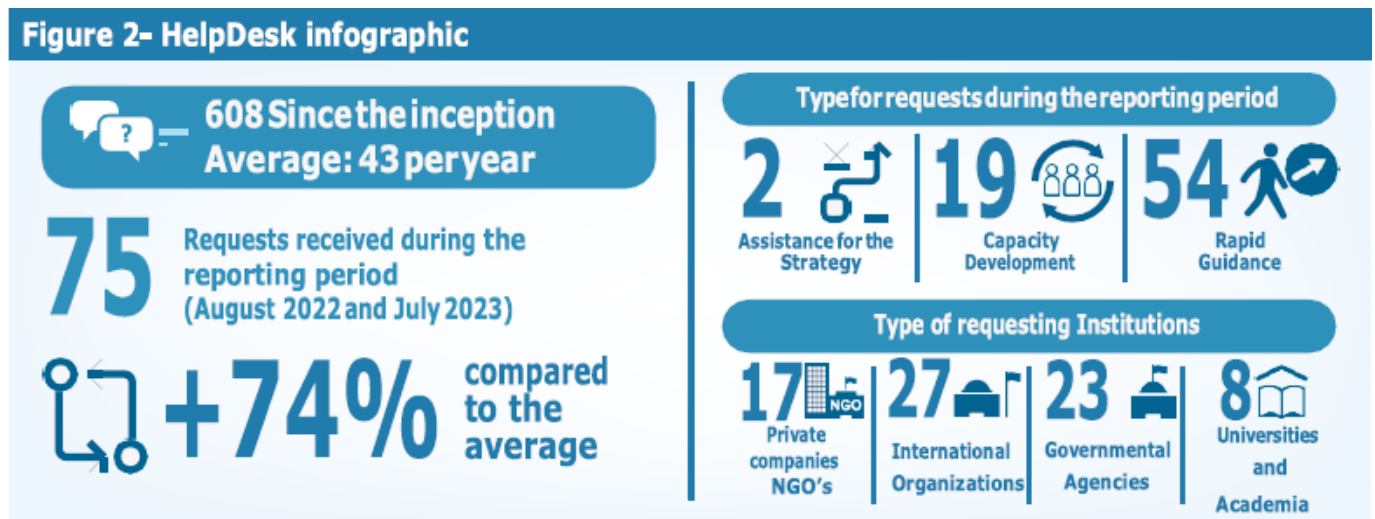 Figure 2- HelpDesk infographic
?
608 Since the inception
Average: 43 per year
75
Requests received during the
reporting period
(August 2022 and July 2023)
+74%
compared
to the
average
Type for requests during the reporting period
2
Assistance for the
Strategy
19
Capacity
Development
54
Rapid
Guidance
Type of requesting Institutions
17
NGO
Private
companies
NGO's
27
International
Organizations
23
Governmental
Agencies
8
Universities
and
Academia